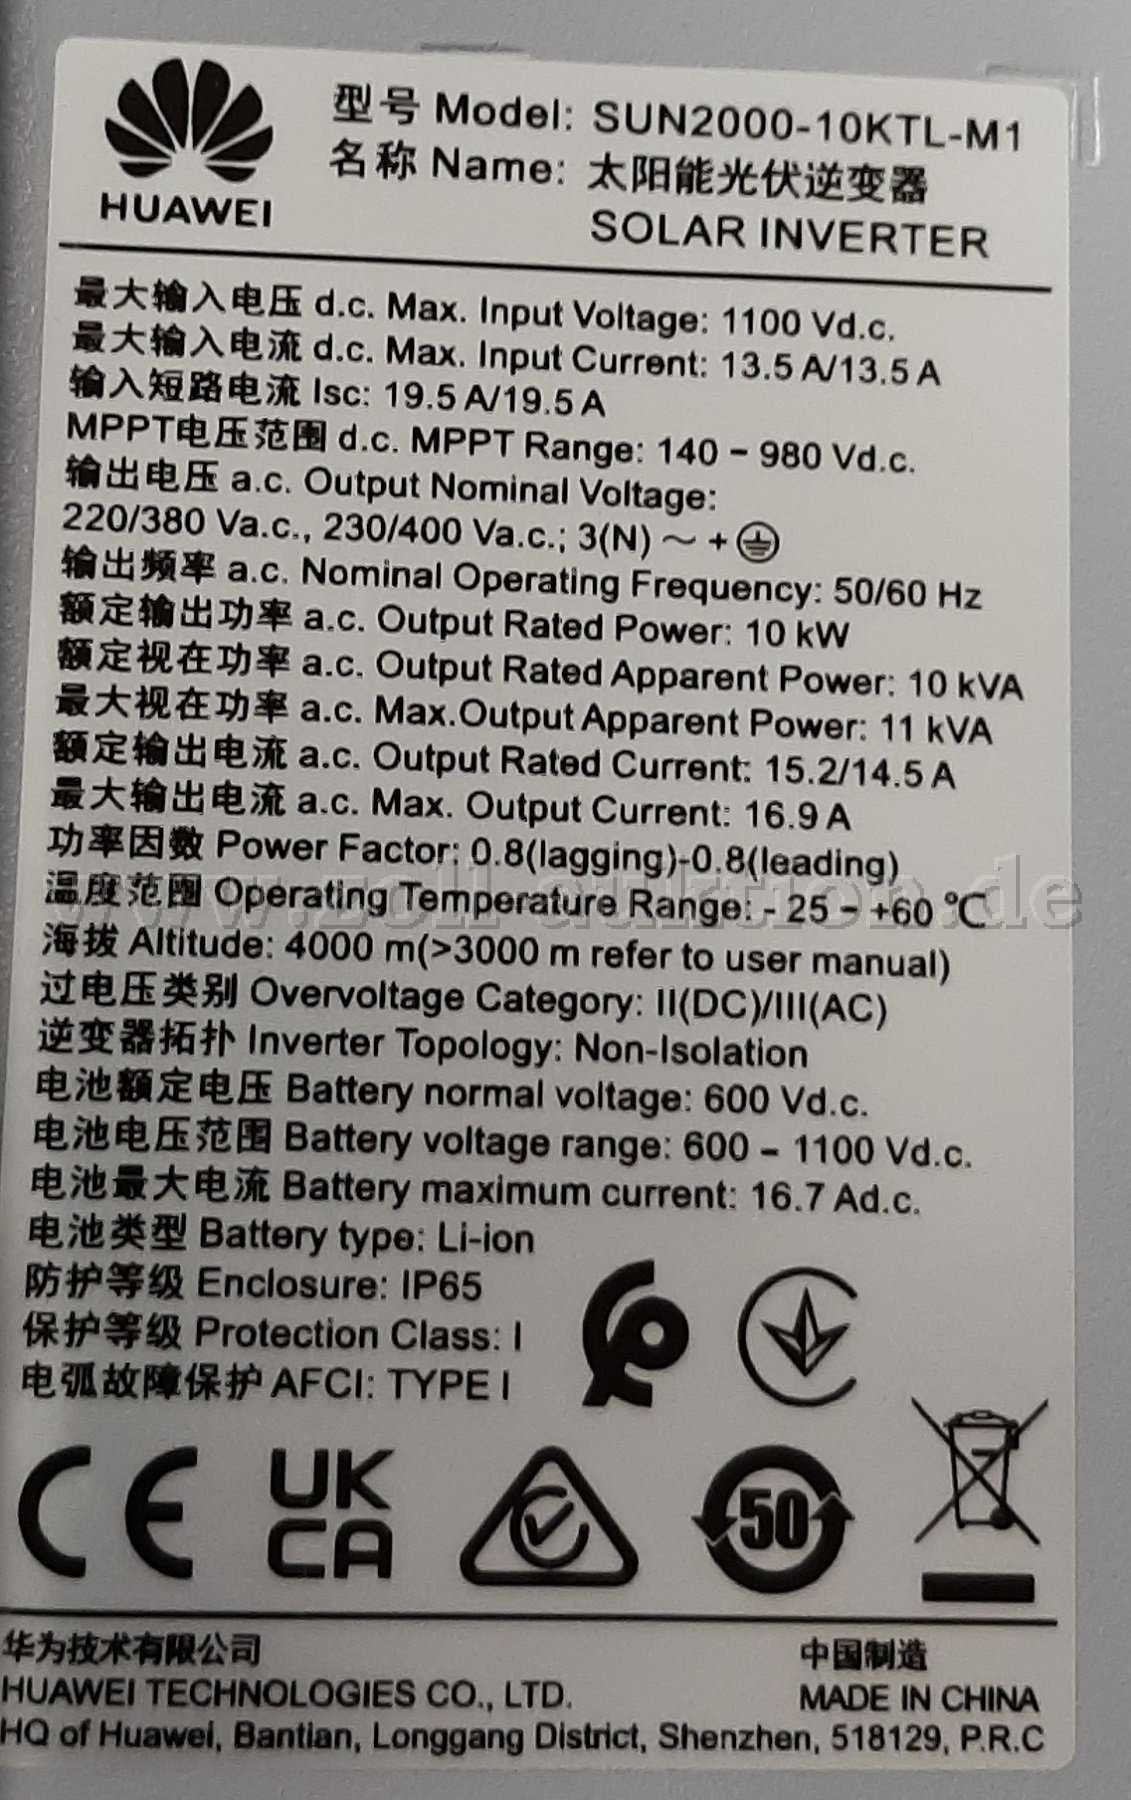 HUAWEI
型号 Model: SUN2000-10KTL-M1
名称 Name: 太阳能光伏逆变器
SOLAR INVERTER
最大输入电压 d.c. Max. Input Voltage: 1100 Vd.c.
最大输入电流 d.c. Max. Input Current: 13.5 A/13.5 A
输入短路电流 Isc: 19.5 A/19.5 A
MPPT电压范围 d.c. MPPT Range: 140 – 980 Vd.c.
输出电压 a.c. Output Nominal Voltage:
220/380 Va.c., 230/400 Va.c.; 3(N) ~ + ⏚
输出频率 a.c. Nominal Operating Frequency: 50/60 Hz
额定输出功率 a.c. Output Rated Power: 10 kW
额定视在功率 a.c. Output Rated Apparent Power: 10 kVA
最大视在功率 a.c. Max.Output Apparent Power: 11 kVA
额定输出电流 a.c. Output Rated Current: 15.2/14.5 A
最大输出电流 a.c. Max. Output Current: 16.9 A
功率因数 Power Factor: 0.8(lagging)-0.8(leading)
温度范围 Operating Temperature Range: - 25 – +60 ℃
www.zoll-auktion.de
海拔 Altitude: 4000 m(>3000 m refer to user manual)
过电压类别 Overvoltage Category: II(DC)/III(AC)
逆变器拓扑 Inverter Topology: Non-Isolation
电池额定电压 Battery normal voltage: 600 Vd.c.
电池电压范围 Battery voltage range: 600 – 1100 Vd.c.
电池最大电流 Battery maximum current: 16.7 Ad.c.
电池类型 Battery type: Li-ion
防护等级 Enclosure: IP65
保护等级 Protection Class: I
电弧故障保护 AFCI: TYPE I
CE UK CA 50
华为技术有限公司 中国制造
HUAWEI TECHNOLOGIES CO., LTD. MADE IN CHINA
HQ of Huawei, Bantian, Longgang District, Shenzhen, 518129, P.R.C